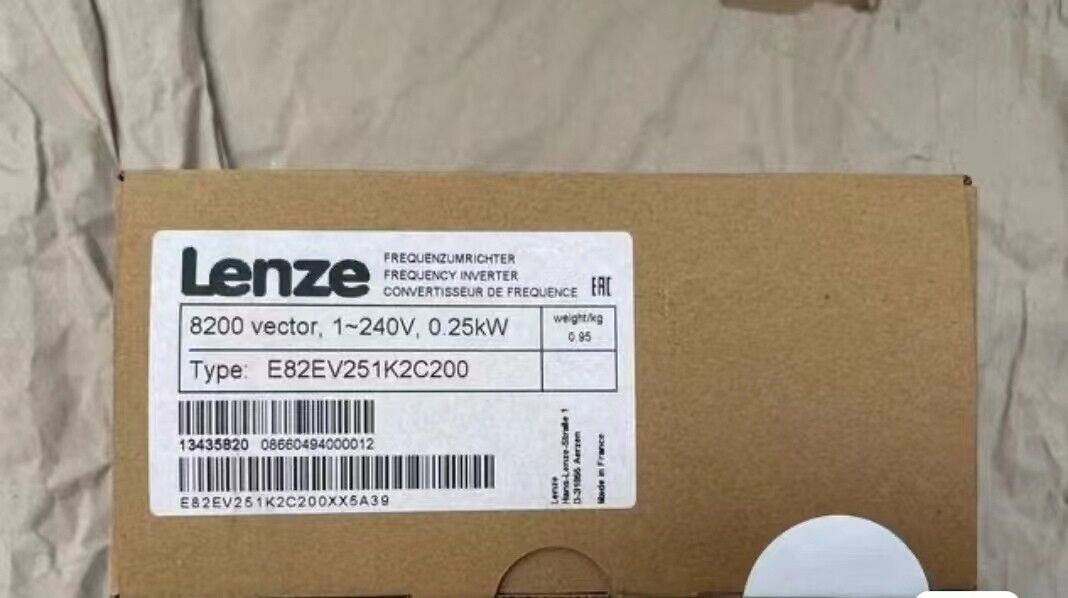 Lenze
FREQUENZUMRICHTER
FREQUENCY INVERTER
CONVERTISSEUR DE FREQUENCE
EAC
8200 vector, 1~240V, 0.25kW
weight/kg
0.95
Type: E82EV251K2C200
13435820 08660494000012
E82EV251K2C200XX5A39
Lenze
Hans-Lenze-Straße 1
D-31855 Aerzen
Made in France